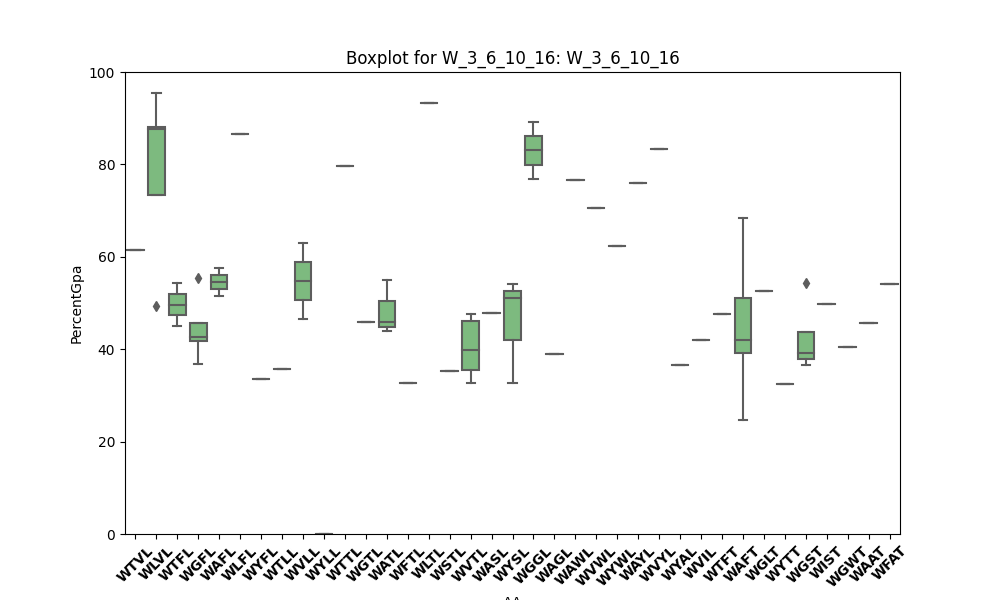 Boxplot for W_3_6_10_16: W_3_6_10_16
PercentGpa
100
80
60
40
20
0
WTVL WLVL WTFL WGFL WAFL WLFL WYFL WTLL WVLL WYLL WTTL WGTL WATL WFTL WLTL WSTL WVTL WASL WYSL WGGL WAGL WAWL WVWL WYWL WAYL WVYL WYAL WVIL WTFT WAFT WGLT WYTT WGST WIST WGWT WAAT WFAT